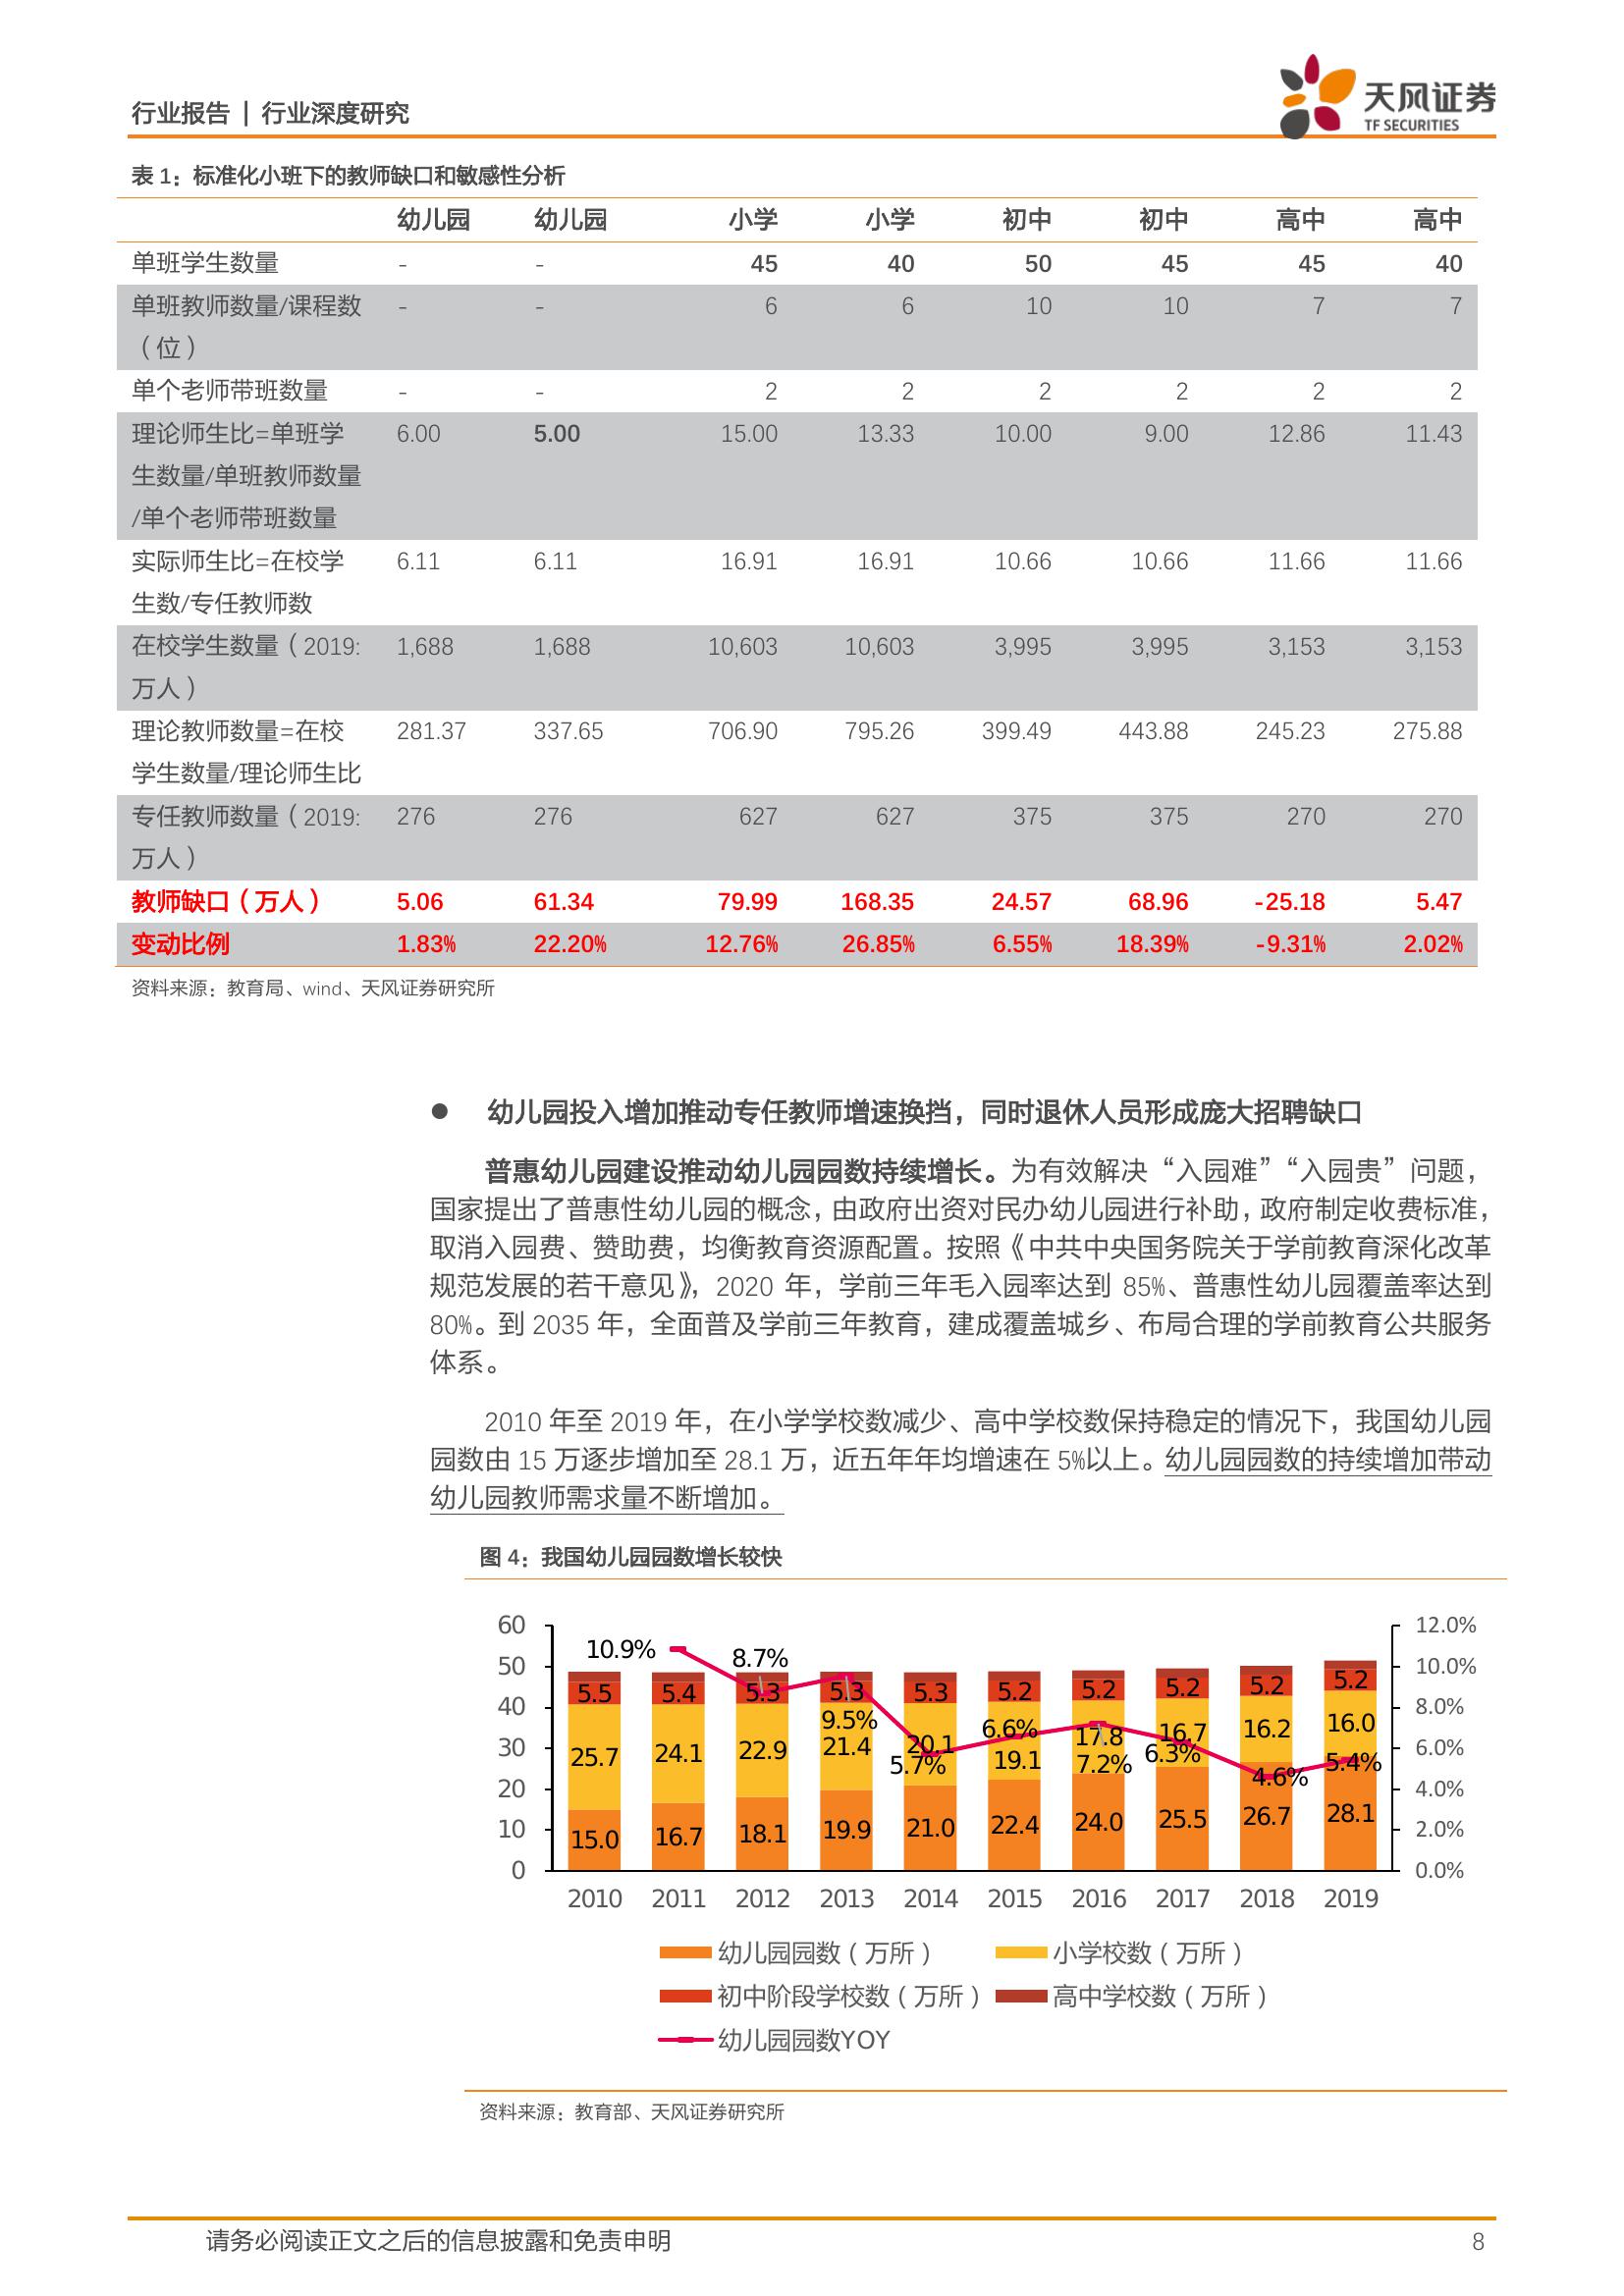 行业报告 | 行业深度研究
天风证券
TF SECURITIES
表 1：标准化小班下的教师缺口和敏感性分析
幼儿园 幼儿园 小学 小学 初中 初中 高中 高中
单班学生数量 - - 45 40 50 45 45 40
单班教师数量/课程数 - - 6 6 10 10 7 7
（位）
单个老师带班数量 - - 2 2 2 2 2 2
理论师生比=单班学 6.00 5.00 15.00 13.33 10.00 9.00 12.86 11.43
生数量/单班教师数量
/单个老师带班数量
实际师生比=在校学 6.11 6.11 16.91 16.91 10.66 10.66 11.66 11.66
生数/专任教师数
在校学生数量（2019: 1,688 1,688 10,603 10,603 3,995 3,995 3,153 3,153
万人）
理论教师数量=在校 281.37 337.65 706.90 795.26 399.49 443.88 245.23 275.88
学生数量/理论师生比
专任教师数量（2019: 276 276 627 627 375 375 270 270
万人）
教师缺口（万人） 5.06 61.34 79.99 168.35 24.57 68.96 -25.18 5.47
变动比例 1.83% 22.20% 12.76% 26.85% 6.55% 18.39% -9.31% 2.02%
资料来源：教育局、wind、天风证券研究所
● 幼儿园投入增加推动专任教师增速换挡，同时退休人员形成庞大招聘缺口
普惠幼儿园建设推动幼儿园园数持续增长。为有效解决“入园难”“入园贵”问题，
国家提出了普惠性幼儿园的概念，由政府出资对民办幼儿园进行补助，政府制定收费标准，
取消入园费、赞助费，均衡教育资源配置。按照《中共中央国务院关于学前教育深化改革
规范发展的若干意见》，2020 年，学前三年毛入园率达到 85%、普惠性幼儿园覆盖率达到
80%。到 2035 年，全面普及学前三年教育，建成覆盖城乡、布局合理的学前教育公共服务
体系。
2010 年至 2019 年，在小学学校数减少、高中学校数保持稳定的情况下，我国幼儿园
园数由 15 万逐步增加至 28.1 万，近五年年均增速在 5%以上。幼儿园园数的持续增加带动
幼儿园教师需求量不断增加。
图 4：我国幼儿园园数增长较快
60 50 40 30 20 10 0
12.0% 10.0% 8.0% 6.0% 4.0% 2.0% 0.0%
10.9% 8.7% 9.5% 5.7% 6.6% 7.2% 6.3% 4.6% 5.4%
5.5 5.4 5.3 5.3 5.3 5.2 5.2 5.2 5.2 5.2
25.7 24.1 22.9 21.4 20.1 19.1 17.8 16.7 16.2 16.0
15.0 16.7 18.1 19.9 21.0 22.4 24.0 25.5 26.7 28.1
2010 2011 2012 2013 2014 2015 2016 2017 2018 2019
幼儿园园数（万所） 小学校数（万所）
初中阶段学校数（万所） 高中学校数（万所）
幼儿园园数YOY
资料来源：教育部、天风证券研究所
请务必阅读正文之后的信息披露和免责申明 8